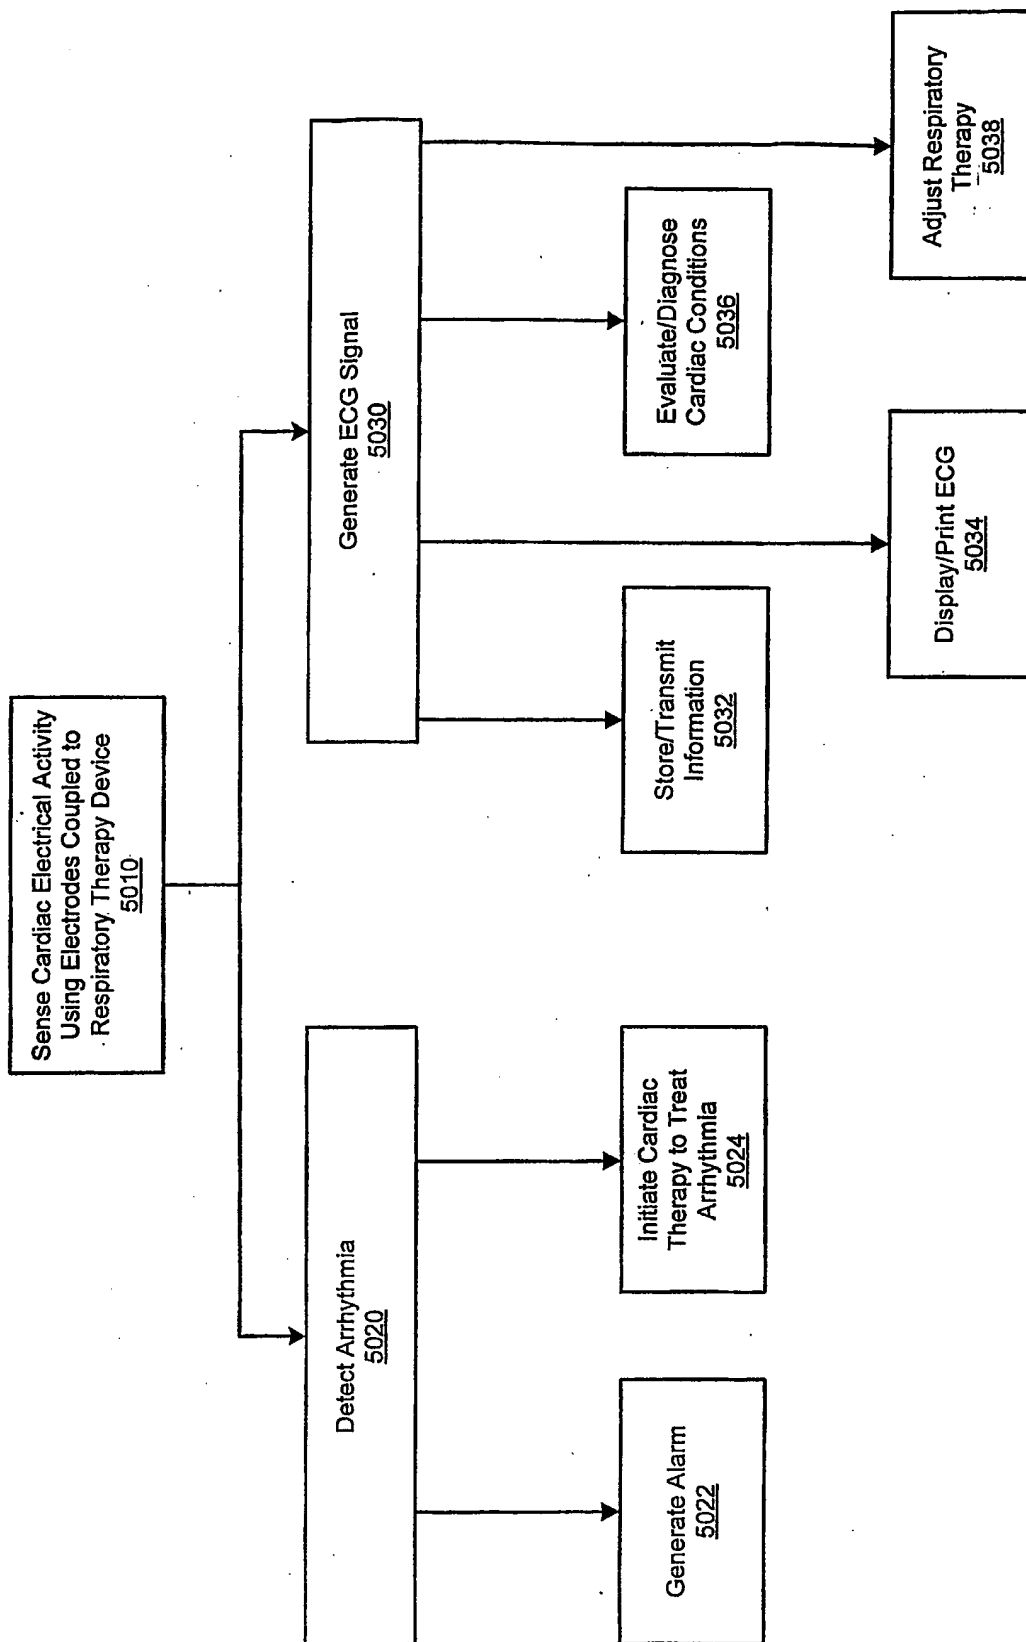 Sense Cardiac Electrical Activity
Using Electrodes Coupled to
Respiratory Therapy Device
5010
Detect Arrhythmia
5020
Generate ECG Signal
5030
Generate Alarm
5022
Initiate Cardiac
Therapy to Treat
Arrhythmia
5024
Store/Transmit
Information
5032
Evaluate/Diagnose
Cardiac Conditions
5036
Display/Print ECG
5034
Adjust Respiratory
Therapy
5038